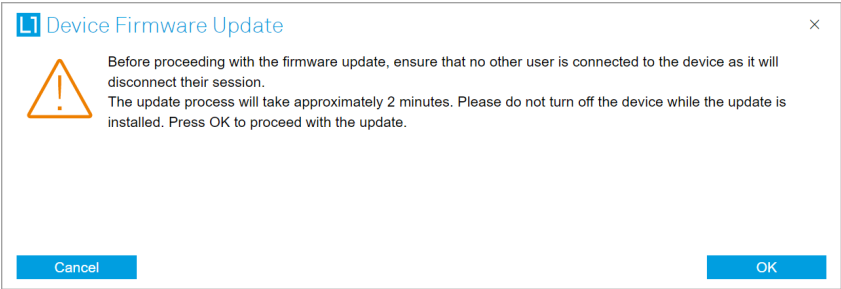 L1 Device Firmware Update
Before proceeding with the firmware update, ensure that no other user is connected to the device as it will
disconnect their session.
The update process will take approximately 2 minutes. Please do not turn off the device while the update is
installed. Press OK to proceed with the update.
Cancel
OK